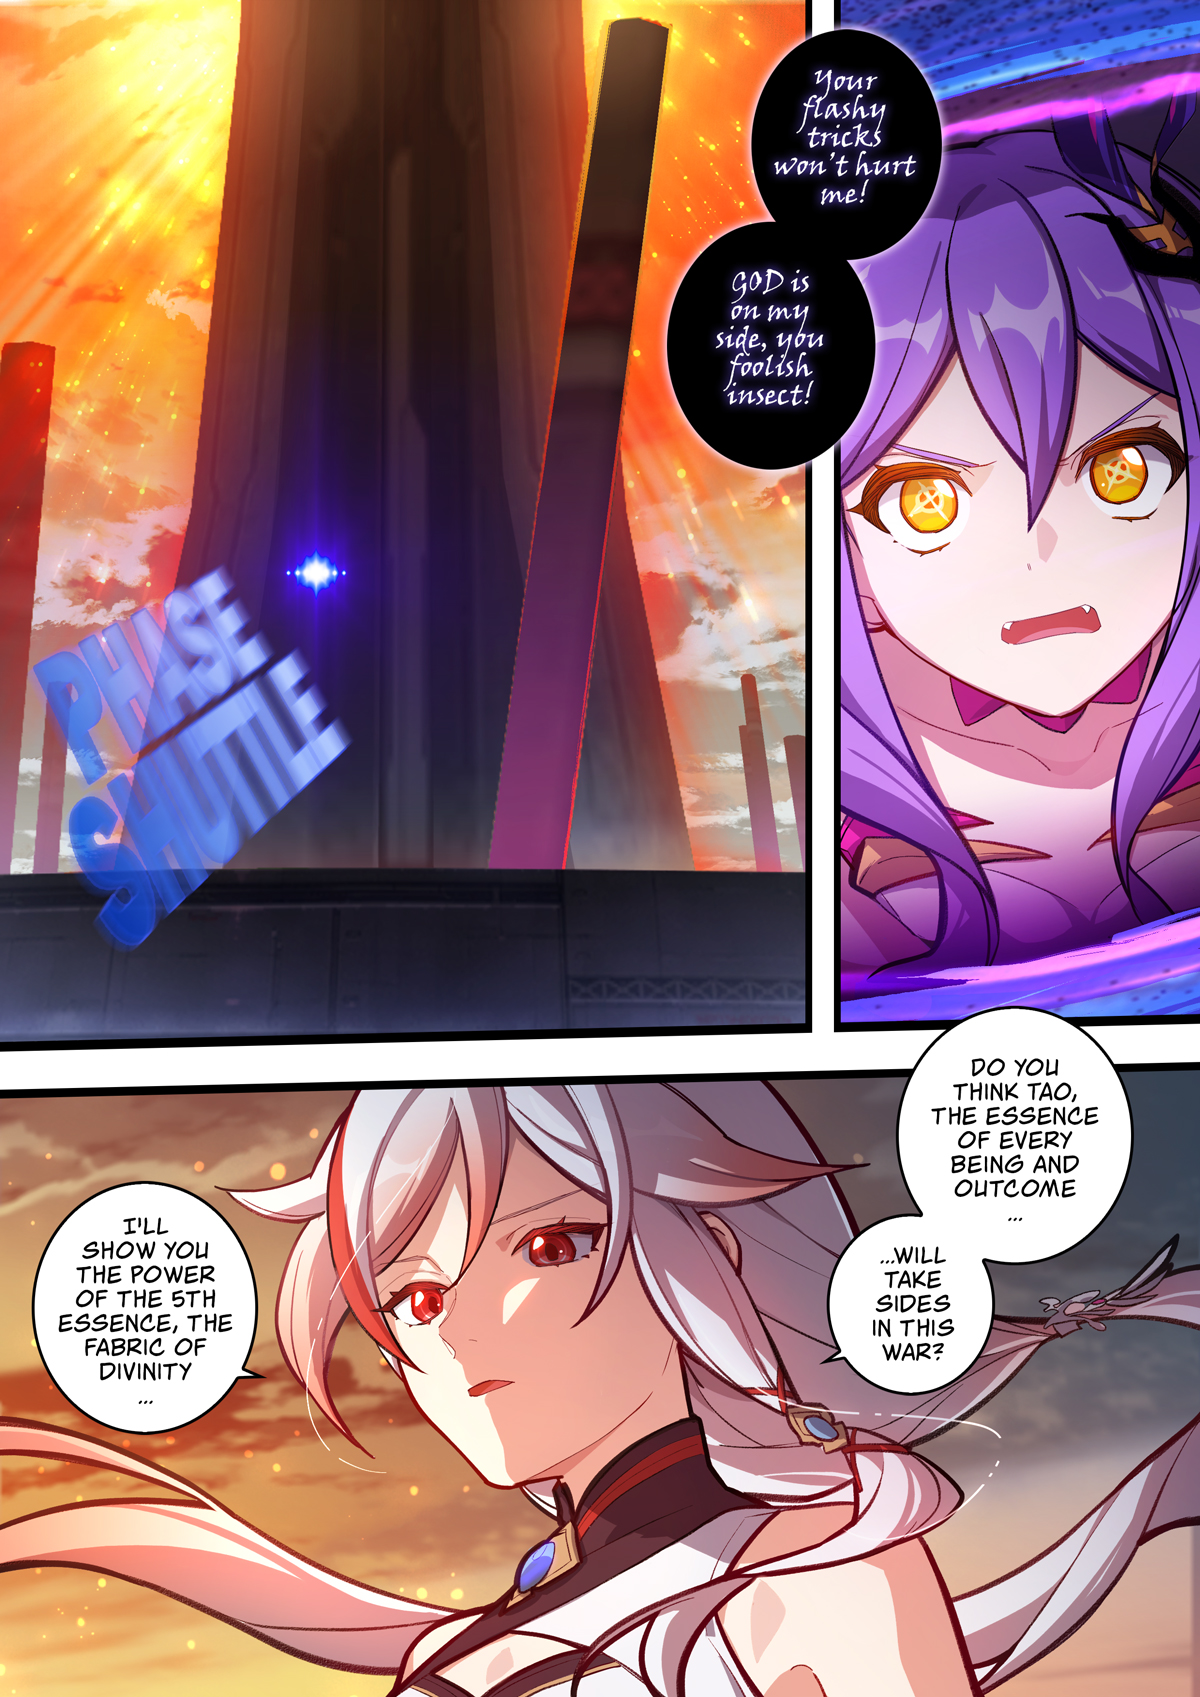 Your
flashy
tricks
won't hurt
me!
GOD is
on my
side, you
foolish
insect!
PHASE
SHUTTLE
DO YOU
THINK TAO,
THE ESSENCE
OF EVERY
BEING AND
OUTCOME
...
...WILL
TAKE
SIDES
IN THIS
WAR?
I'LL
SHOW YOU
THE POWER
OF THE 5TH
ESSENCE, THE
FABRIC OF
DIVINITY
...